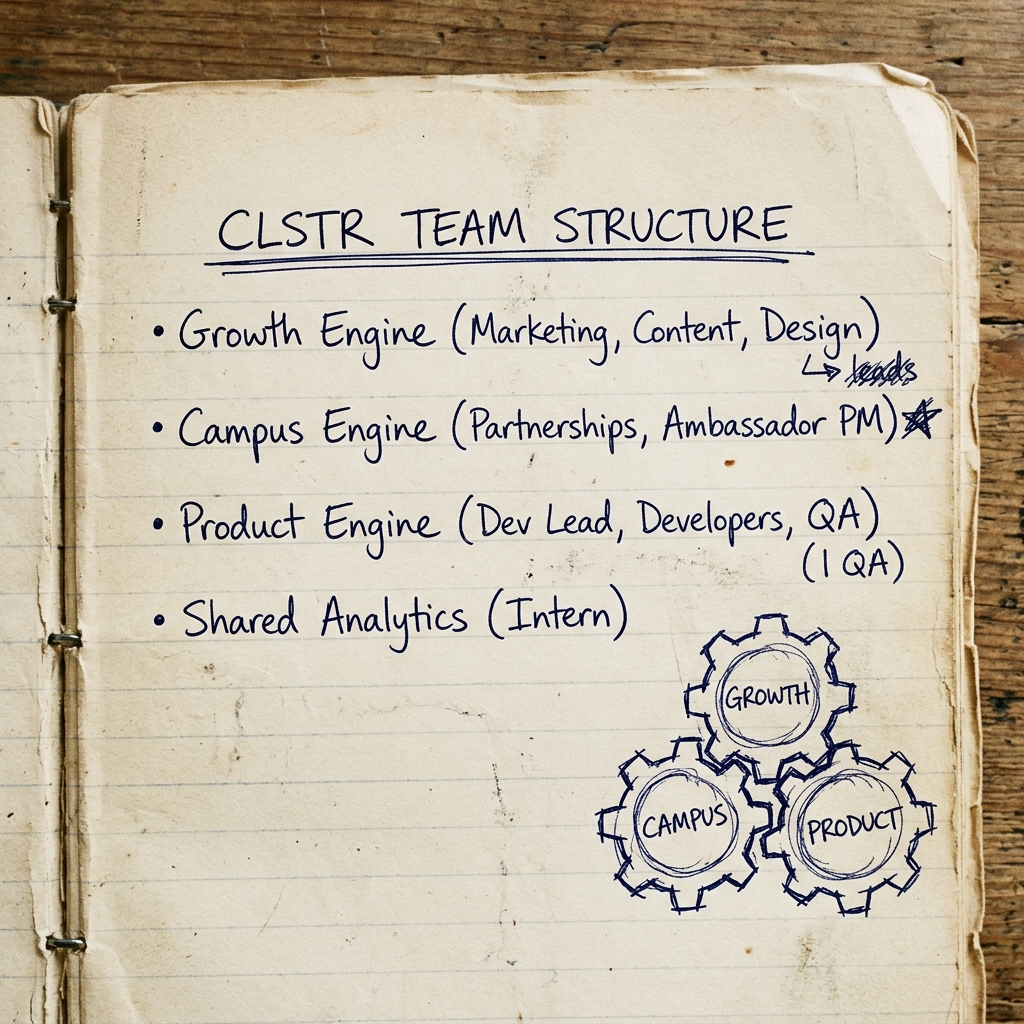 CLSTR TEAM STRUCTURE
• Growth Engine (Marketing, Content, Design)
↳
• Campus Engine (Partnerships, Ambassador PM) ★
• Product Engine (Dev Lead, Developers, QA)
(1 QA)
• Shared Analytics (Intern)
GROWTH
CAMPUS
PRODUCT